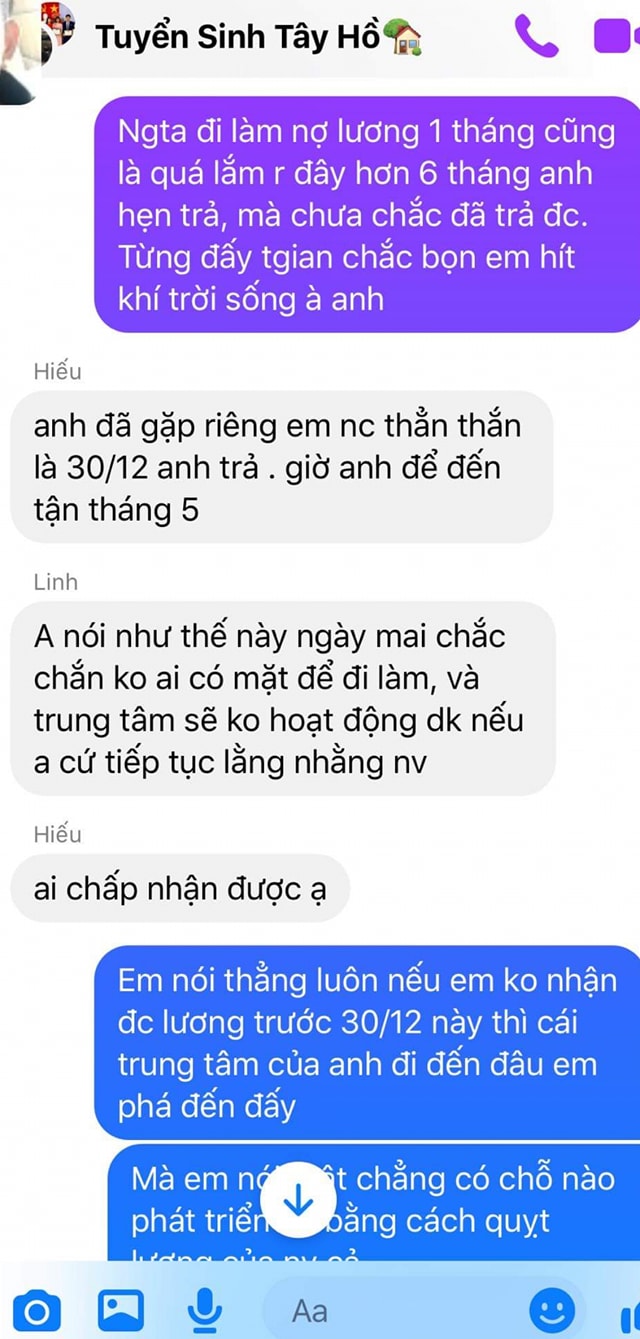 Tuyển Sinh Tây Hồ
Ngta đi làm nợ lương 1 tháng cũng
là quá lắm r đây hơn 6 tháng anh
hẹn trả, mà chưa chắc đã trả đc.
Từng đấy tgian chắc bọn em hít
khí trời sống à anh
Hiếu
anh đã gặp riêng em nc thẳn thắn
là 30/12 anh trả . giờ anh để đến
tận tháng 5
Linh
A nói như thế này ngày mai chắc
chắn ko ai có mặt để đi làm, và
trung tâm sẽ ko hoạt động dk nếu
a cứ tiếp tục lằng nhằng nv
Hiếu
ai chấp nhận được ạ
Em nói thẳng luôn nếu em ko nhận
đc lương trước 30/12 này thì cái
trung tâm của anh đi đến đâu em
phá đến đấy
Mà em chẳng có chỗ nào
phát triển bằng cách quỵt
Aa